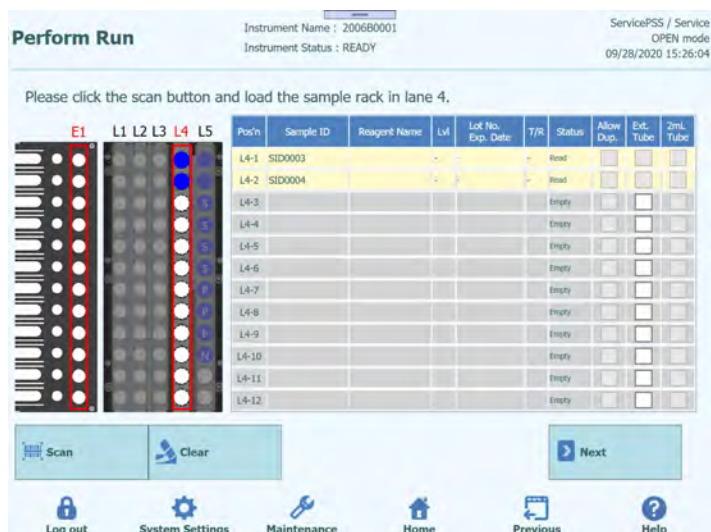 Perform Run
Instrument Name : 2006B0001
Instrument Status : READY
ServicePSS / Service
OPEN mode
09/28/2020 15:26:04
Please click the scan button and load the sample rack in lane 4.
E1 L1 L2 L3 L4 L5
Pos'n Sample ID Reagent Name Lvl Lot No. Exp. Date T/R Status Allow Dup. Ext. Tube 2mL Tube
L4-1 SID0003 - - - Read
L4-2 SID0004 - - - Read
L4-3 Empty
L4-4 Empty
L4-5 Empty
L4-6 Empty
L4-7 Empty
L4-8 Empty
L4-9 Empty
L4-10 Empty
L4-11 Empty
L4-12 Empty
S
S
S
P
P
P
N
Scan
Clear
Next
Log out
System Settings
Maintenance
Home
Previous
Help